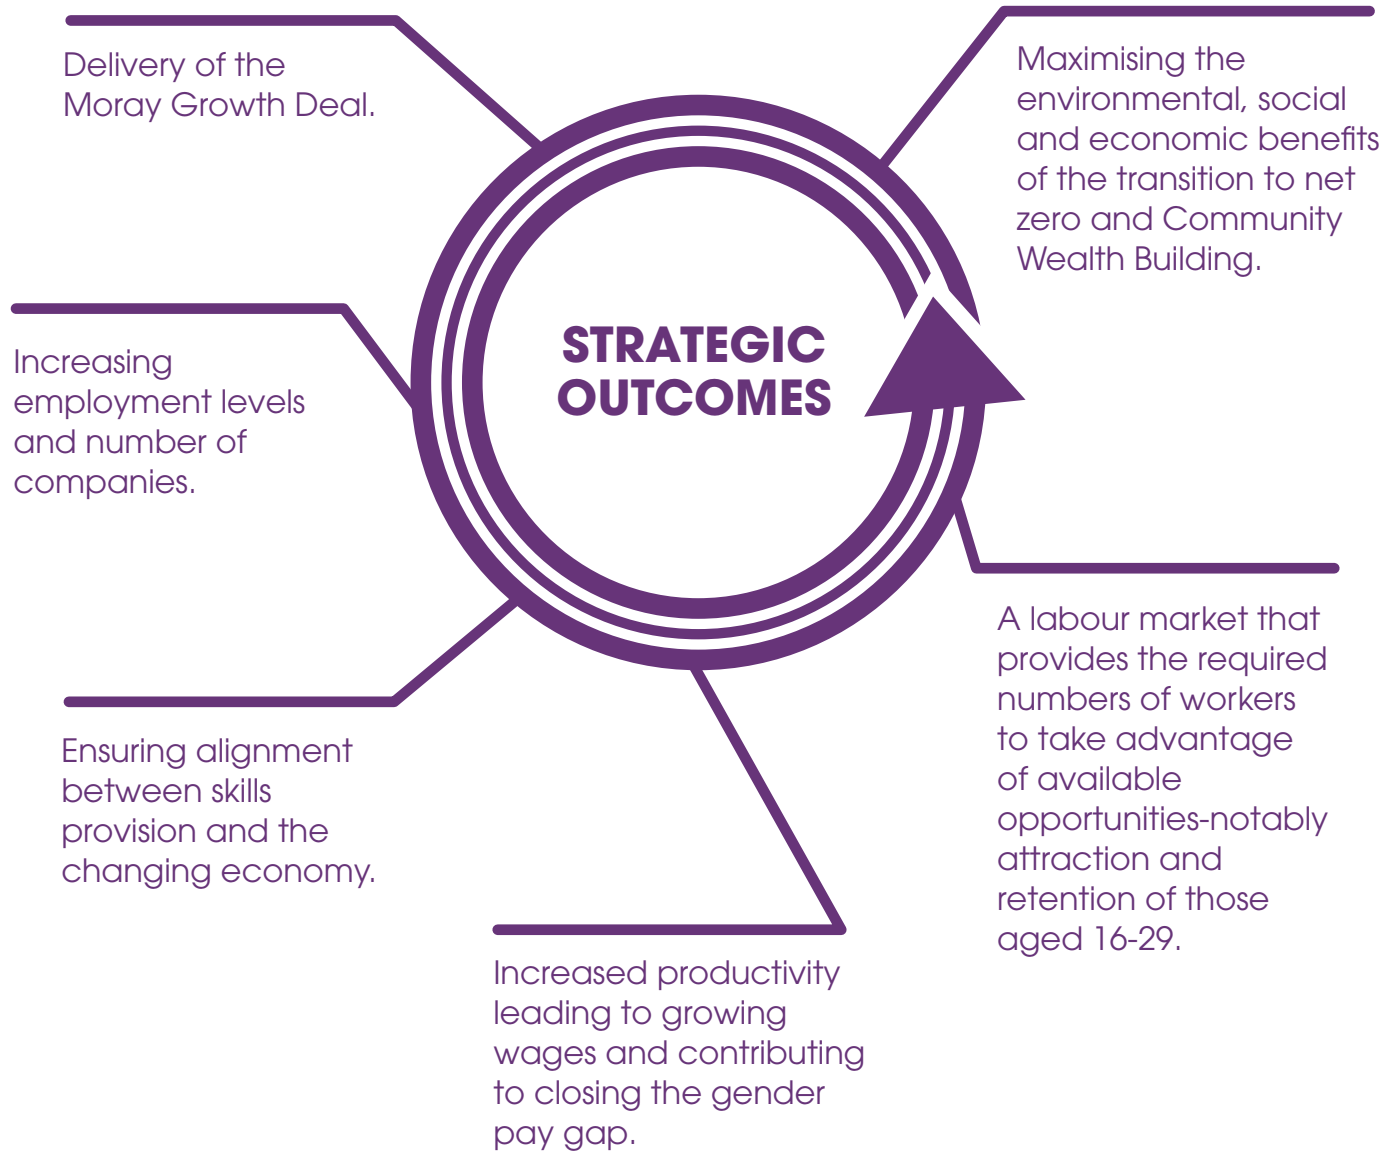 Delivery of the
Moray Growth Deal.
Maximising the
environmental, social
and economic benefits
of the transition to net
zero and Community
Wealth Building.
STRATEGIC
OUTCOMES
Increasing
employment levels
and number of
companies.
A labour market that
provides the required
numbers of workers
to take advantage
of available
opportunities-notably
attraction and
retention of those
aged 16-29.
Ensuring alignment
between skills
provision and the
changing economy.
Increased productivity
leading to growing
wages and contributing
to closing the gender
pay gap.